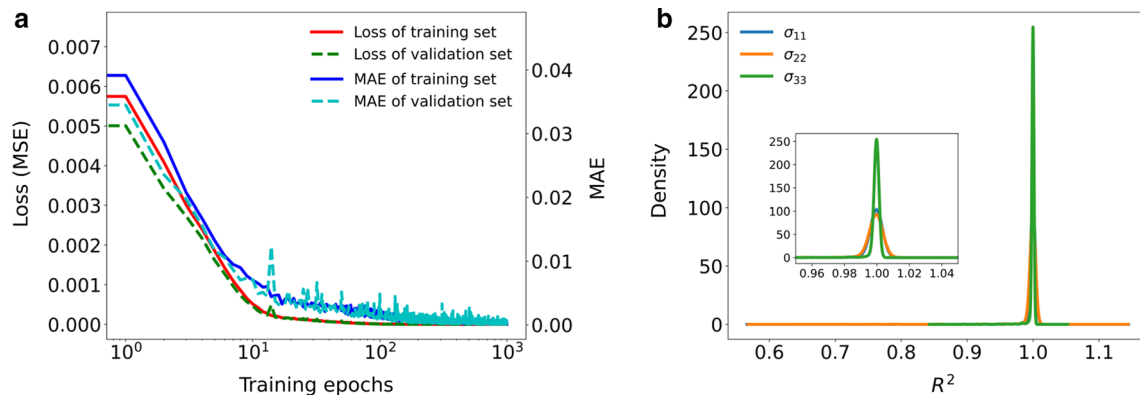 a
Loss (MSE)
0.007
0.006
0.005
0.004
0.003
0.002
0.001
0.000
Loss of training set
Loss of validation set
MAE of training set
MAE of validation set
0.04
0.03
0.02
0.01
0.00
MAE
10⁰
10¹
10²
10³
Training epochs
b
Density
250
200
150
100
50
0
σ₁₁
σ₂₂
σ₃₃
250
200
150
100
50
0
0.96 0.98 1.00 1.02 1.04
0.6 0.7 0.8 0.9 1.0 1.1
R²